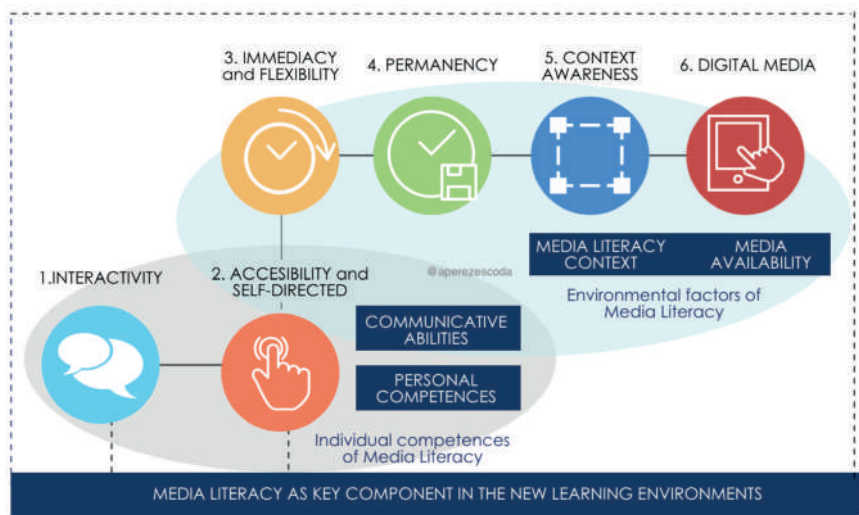 3. IMMEDIACY
and FLEXIBILITY
4. PERMANENCY
5. CONTEXT
AWARENESS
6. DIGITAL MEDIA
MEDIA LITERACY
CONTEXT
MEDIA
AVAILABILITY
@aperezescoda
Environmental factors of
Media Literacy
1.INTERACTIVITY
2. ACCESIBILITY and
SELF-DIRECTED
COMMUNICATIVE
ABILITIES
PERSONAL
COMPETENCES
Individual competences
of Media Literacy
MEDIA LITERACY AS KEY COMPONENT IN THE NEW LEARNING ENVIRONMENTS